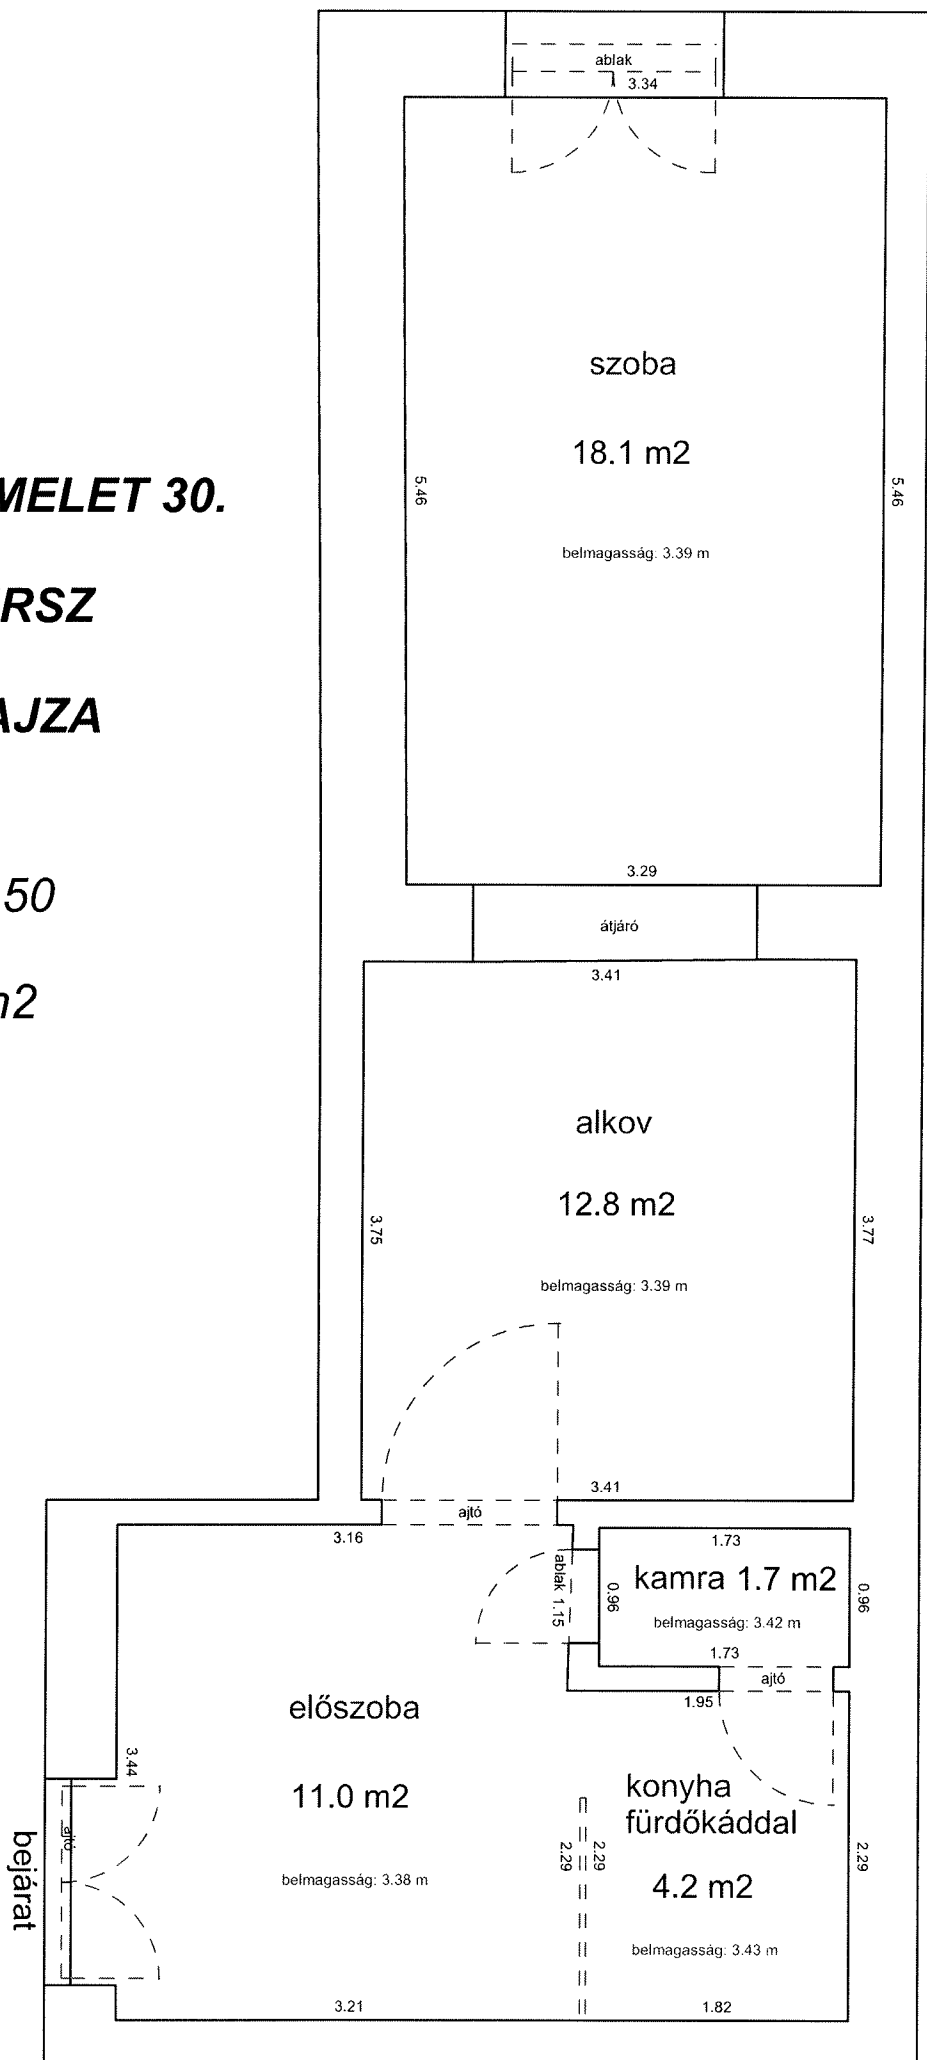 ablak
3.34
szoba
18.1 m2
belmagasság: 3.39 m
5.46
5.46
MELET 30.
RSZ
AJZA
50
m2
3.29
átjáró
3.41
alkov
12.8 m2
belmagasság: 3.39 m
3.75
3.77
3.41
ajtó
3.16
ablak 1.15
1.73
kamra 1.7 m2
0.96
0.96
belmagasság: 3.42 m
1.73
ajtó
1.95
előszoba
11.0 m2
belmagasság: 3.38 m
3.44
ajtó
bejárat
konyha
fürdőkáddal
4.2 m2
belmagasság: 3.43 m
2.29
2.29
2.29
3.21
1.82